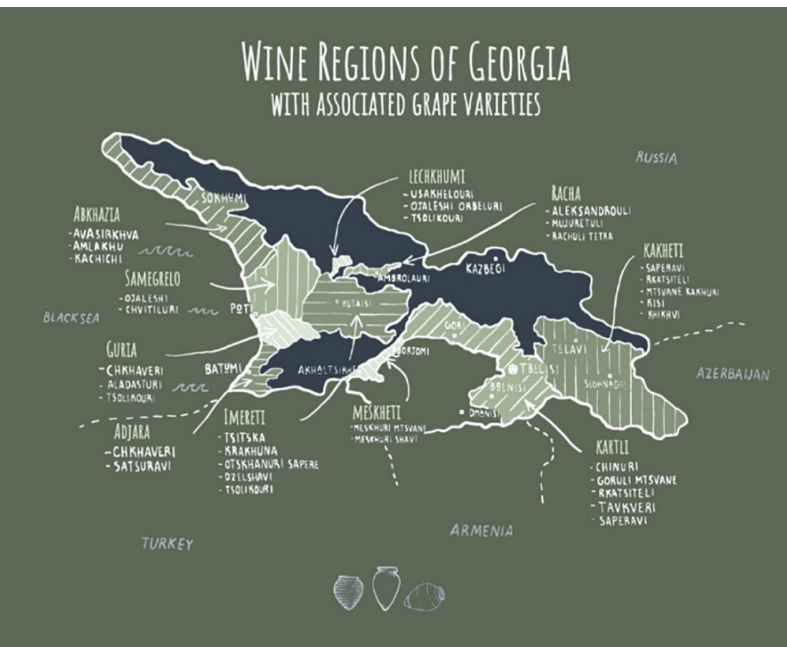 WINE REGIONS OF GEORGIA
WITH ASSOCIATED GRAPE VARIETIES
RUSSIA
LECHKHUMI
- USAKHELOURI
- OJALESHI ORBELURI
- TSOLIKOURI
RACHA
- ALEKSANDROULI
- MUJURETULI
- RACHULI TETRA
ABKHAZIA
- AVASIRKHVA
- AMLAKHU
- KACHICHI
SOKHUMI
KAKHETI
- SAPERAVI
- RKATSITELI
- MTSVANE KAKHURI
- KISI
- KHIKHVI
SAMEGRELO
- OJALESHI
- CHVITILURI
KAZBEGI
AMBROLAURI
KUTAISI
POTI
BLACK SEA
GORI
GURIA
- CHKHAVERI
- ALADASTURI
- TSOLIKOURI
BATUMI
AKHALTSIKHE
BORJOMI
TBILISI
TELAVI
SIGHNAGHI
BOLNISI
DMANISI
AZERBAIJAN
ADJARA
- CHKHAVERI
- SATSURAVI
IMERETI
- TSITSKA
- KRAKHUNA
- OTSKHANURI SAPERE
- DZELSHAVI
- TSOLIKOURI
MESKHETI
- MESKHURI MTSVANE
- MESKHURI SHAVI
KARTLI
- CHINURI
- GORULI MTSVANE
- RKATSITELI
- TAVKVERI
- SAPERAVI
TURKEY
ARMENIA